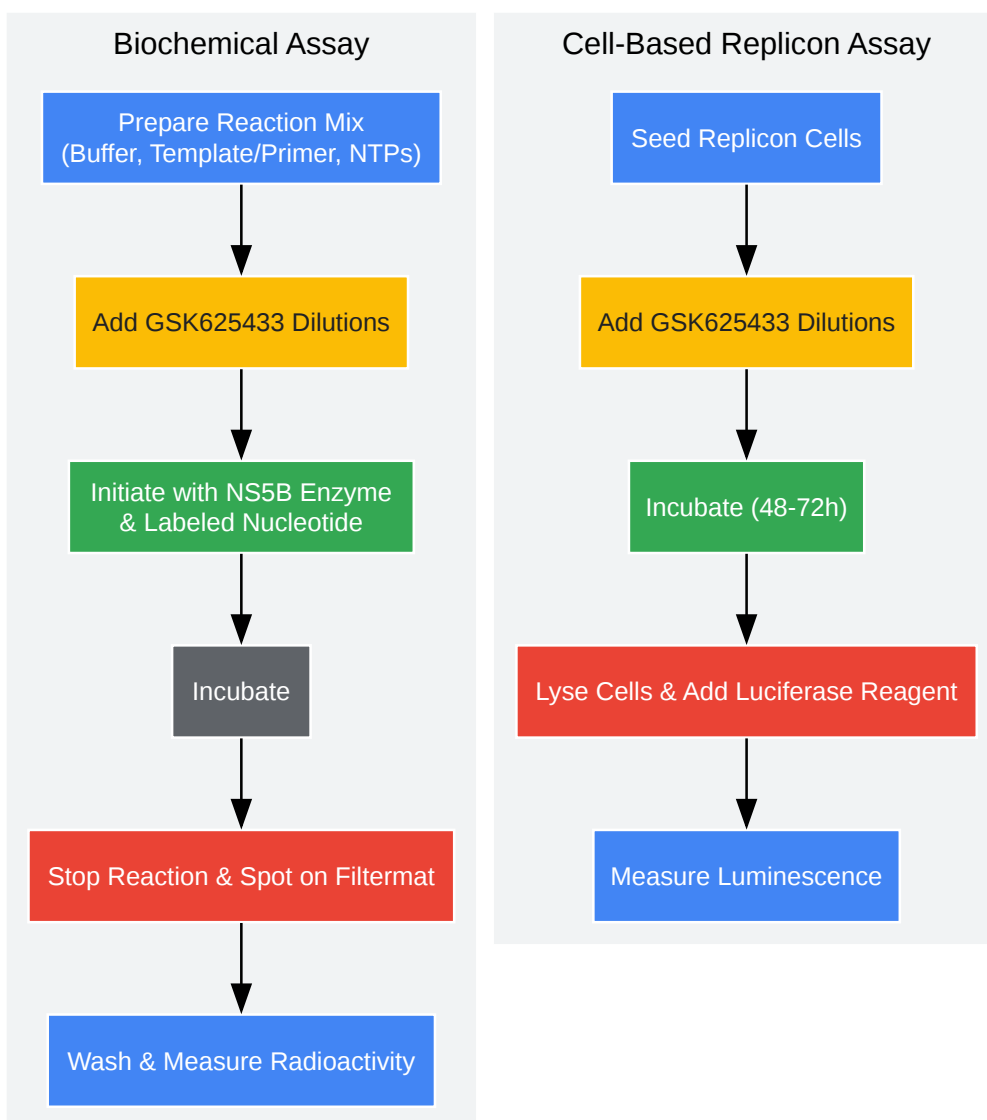 Biochemical Assay
Prepare Reaction Mix
(Buffer, Template/Primer, NTPs)
Add GSK625433 Dilutions
Initiate with NS5B Enzyme
& Labeled Nucleotide
Incubate
Stop Reaction & Spot on Filtermat
Wash & Measure Radioactivity
Cell-Based Replicon Assay
Seed Replicon Cells
Add GSK625433 Dilutions
Incubate (48-72h)
Lyse Cells & Add Luciferase Reagent
Measure Luminescence